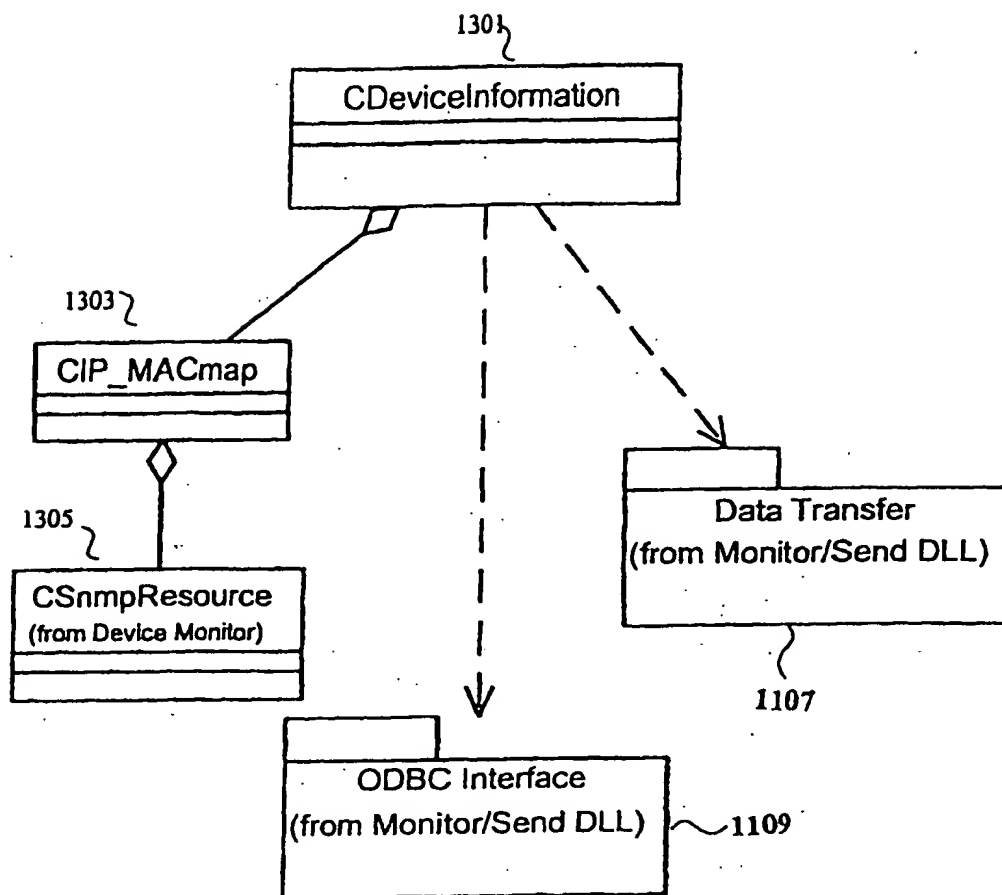 1301
CDeviceInformation
1303
CIP_MACmap
1305
CSnmpResource
(from Device Monitor)
Data Transfer
(from Monitor/Send DLL)
1107
ODBC Interface
(from Monitor/Send DLL)
1109